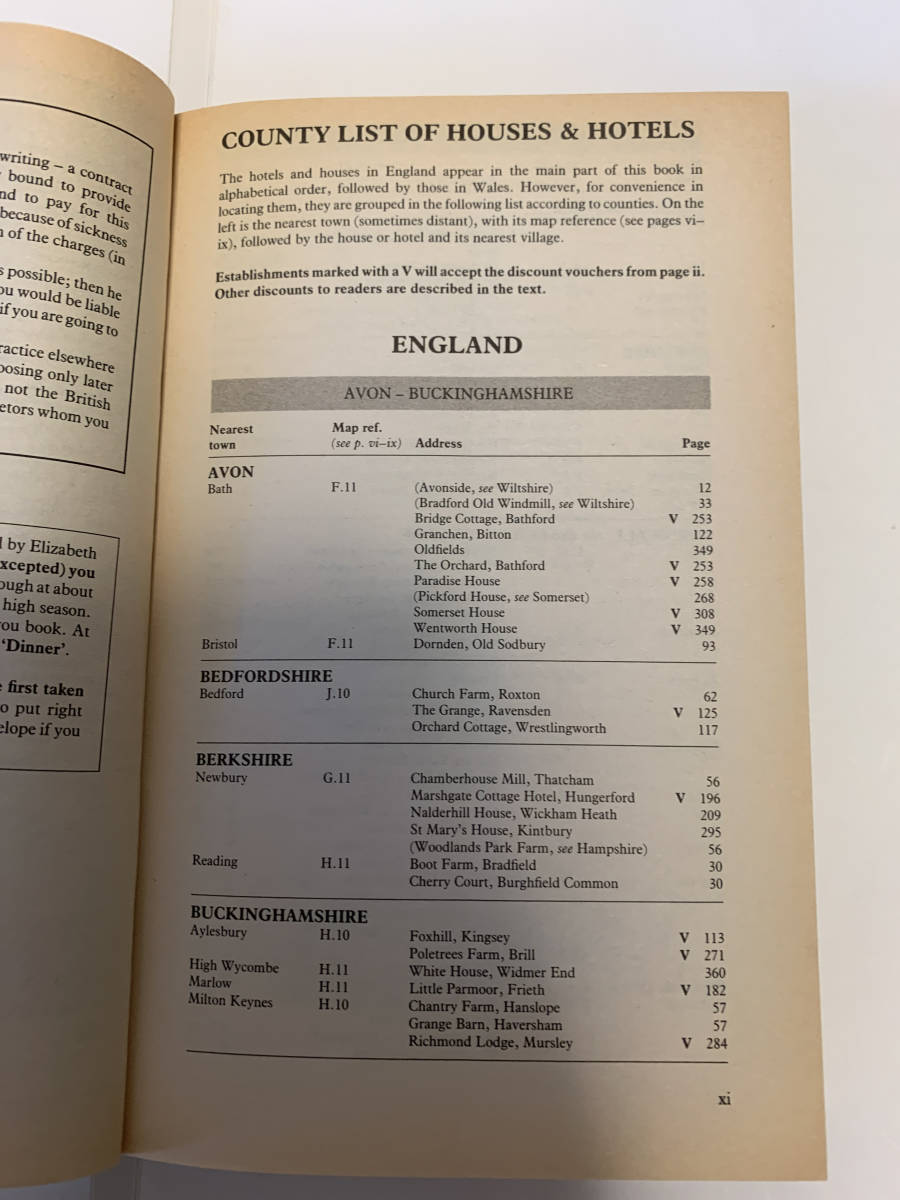 writing – a contract
bound to provide
nd to pay for this
because of sickness
n of the charges (in
s possible; then he
ou would be liable
if you are going to
ractice elsewhere
posing only later
not the British
etors whom you
d by Elizabeth
xcepted) you
ough at about
high season.
ou book. At
‘Dinner’.
e first taken
o put right
elope if you
COUNTY LIST OF HOUSES & HOTELS
The hotels and houses in England appear in the main part of this book in
alphabetical order, followed by those in Wales. However, for convenience in
locating them, they are grouped in the following list according to counties. On the
left is the nearest town (sometimes distant), with its map reference (see pages vi–
ix), followed by the house or hotel and its nearest village.
Establishments marked with a V will accept the discount vouchers from page ii.
Other discounts to readers are described in the text.
ENGLAND
AVON – BUCKINGHAMSHIRE
Nearest Map ref.
town (see p. vi–ix) Address Page
AVON
Bath F.11 (Avonside, see Wiltshire) 12
(Bradford Old Windmill, see Wiltshire) 33
Bridge Cottage, Bathford V 253
Granchen, Bitton 122
Oldfields 349
The Orchard, Bathford V 253
Paradise House V 258
(Pickford House, see Somerset) 268
Somerset House V 308
Wentworth House V 349
Bristol F.11 Dornden, Old Sodbury 93
BEDFORDSHIRE
Bedford J.10 Church Farm, Roxton 62
The Grange, Ravensden V 125
Orchard Cottage, Wrestlingworth 117
BERKSHIRE
Newbury G.11 Chamberhouse Mill, Thatcham 56
Marshgate Cottage Hotel, Hungerford V 196
Nalderhill House, Wickham Heath 209
St Mary's House, Kintbury 295
(Woodlands Park Farm, see Hampshire) 56
Reading H.11 Boot Farm, Bradfield 30
Cherry Court, Burghfield Common 30
BUCKINGHAMSHIRE
Aylesbury H.10 Foxhill, Kingsey V 113
Poletrees Farm, Brill V 271
High Wycombe H.11 White House, Widmer End 360
Marlow H.11 Little Parmoor, Frieth V 182
Milton Keynes H.10 Chantry Farm, Hanslope 57
Grange Barn, Haversham 57
Richmond Lodge, Mursley V 284
xi